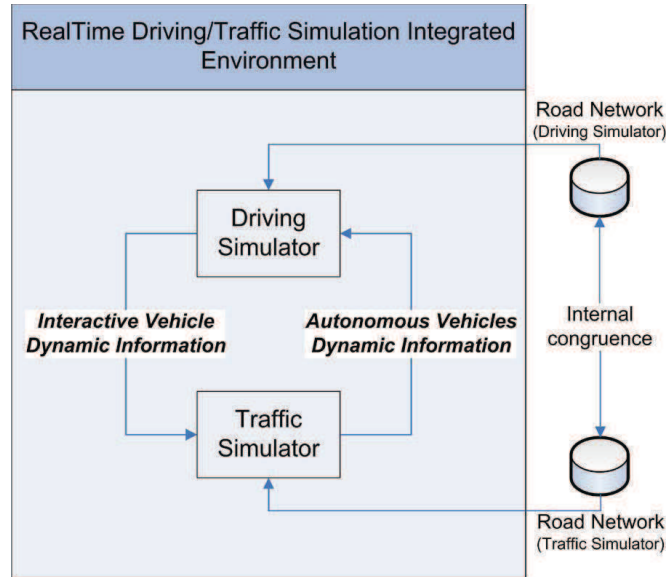 RealTime Driving/Traffic Simulation Integrated
Environment
Road Network
(Driving Simulator)
Driving
Simulator
Interactive Vehicle
Dynamic Information
Autonomous Vehicles
Dynamic Information
Internal
congruence
Traffic
Simulator
Road Network
(Traffic Simulator)